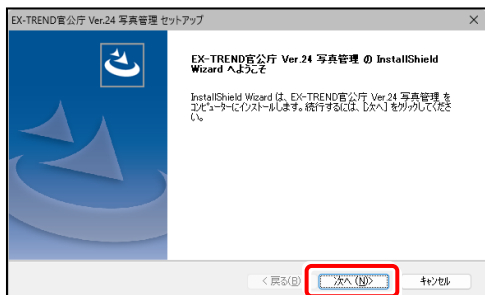 EX-TREND官公庁 Ver.24 写真管理 セットアップ
EX-TREND官公庁 Ver.24 写真管理 の InstallShield
Wizard へようこそ
InstallShield Wizard は、EX-TREND官公庁 Ver.24 写真管理 を
コンピューターにインストールします。続行するには、[次へ] をクリックしてくださ
い。
< 戻る(B)
次へ(N)>
キャンセル